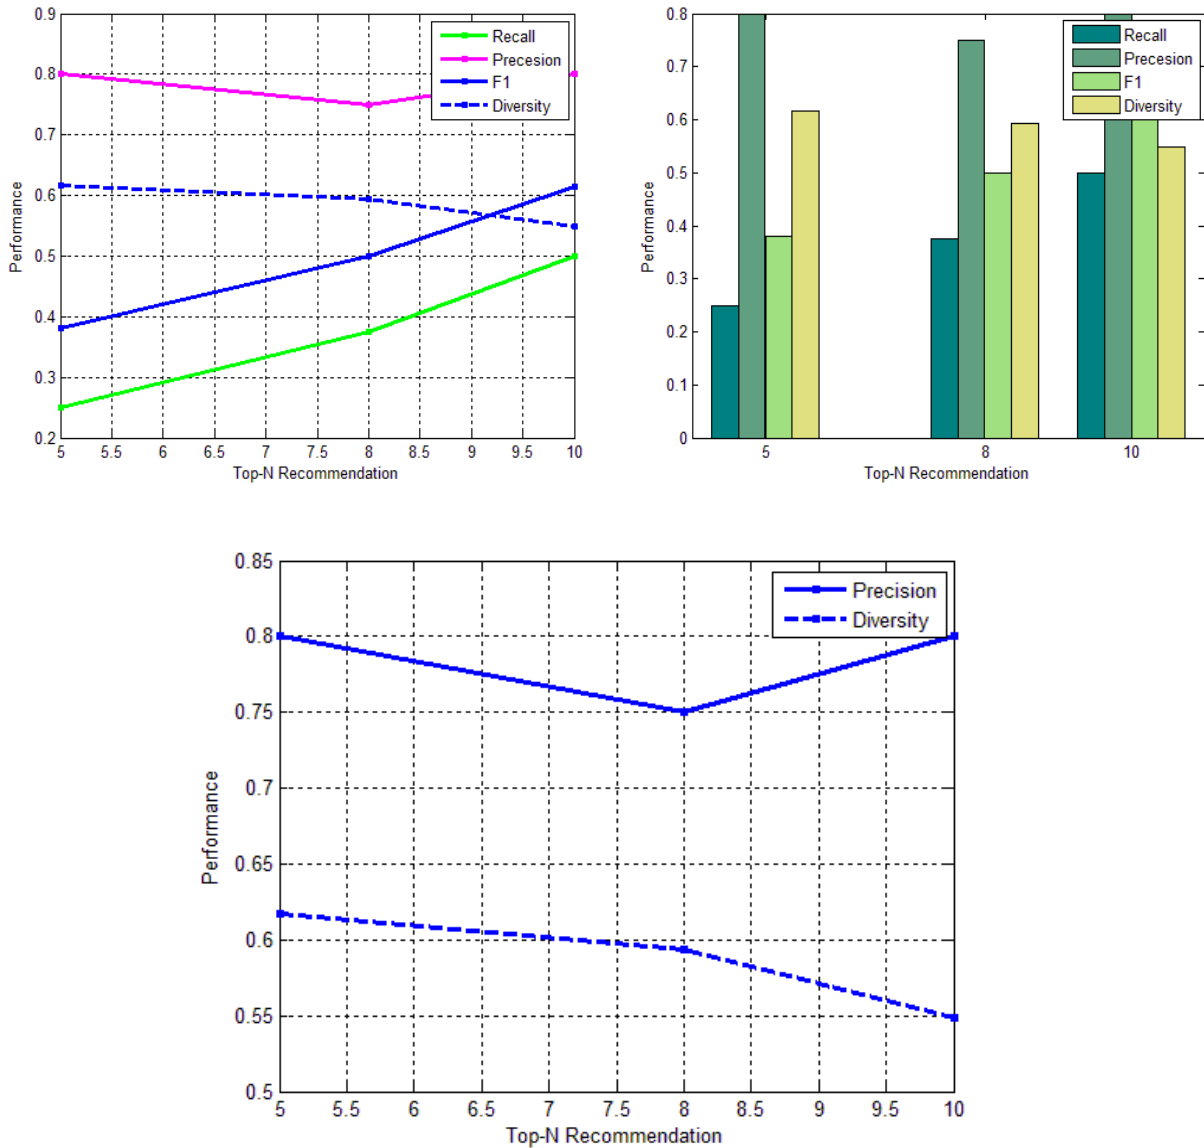 0.9
0.8
0.7
0.6
0.5
0.4
0.3
0.2
Performance
5 5.5 6 6.5 7 7.5 8 8.5 9 9.5 10
Top-N Recommendation
Recall
Precesion
F1
Diversity
0.8
0.7
0.6
0.5
0.4
0.3
0.2
0.1
0
Performance
5 8 10
Top-N Recommendation
Recall
Precesion
F1
Diversity
0.85
0.8
0.75
0.7
0.65
0.6
0.55
0.5
Performance
5 5.5 6 6.5 7 7.5 8 8.5 9 9.5 10
Top-N Recommendation
Precision
Diversity